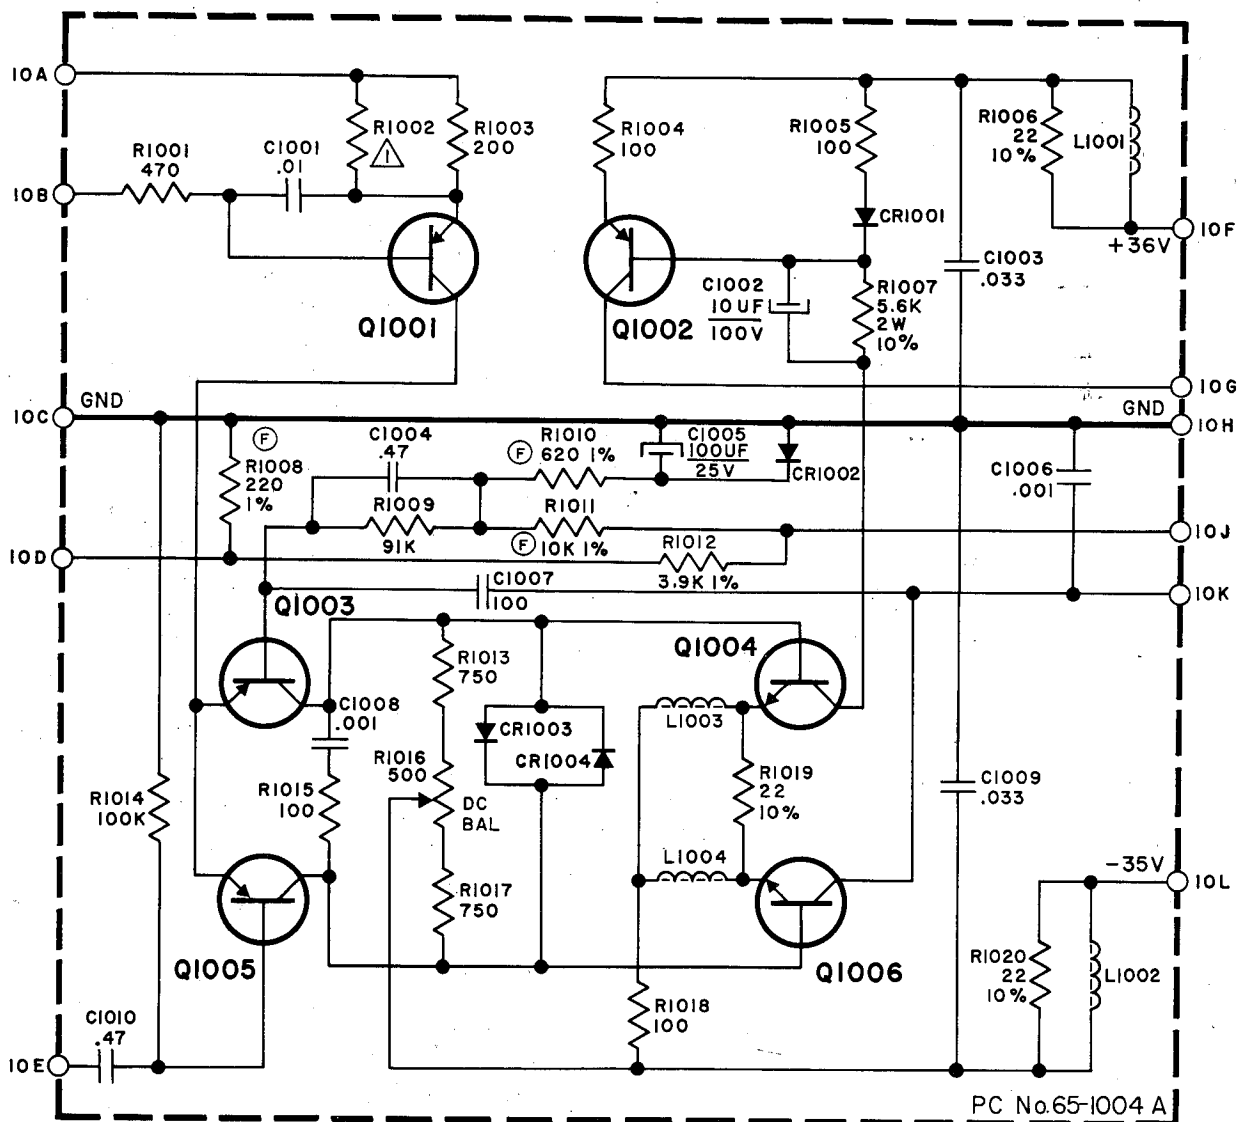 10A
R1001
470
C1001
.01
R1002
1
R1003
200
R1004
100
R1005
100
R1006
22
10%
L1001
10B
CR1001
10F
+36V
C1002
10UF
100V
R1007
5.6K
2W
10%
C1003
.033
Q1001
Q1002
10G
10C
GND
GND
10H
F
R1008
220
1%
C1004
.47
F
R1010
620 1%
C1005
100UF
25V
CR1002
C1006
.001
R1009
91K
R1011
F
10K 1%
10J
10D
R1012
3.9K 1%
C1007
100
10K
Q1003
Q1004
R1013
750
C1008
.001
CR1003
CR1004
L1003
R1016
500
DC
BAL
R1014
100K
R1015
100
R1019
22
10%
C1009
.033
L1004
R1017
750
-35V
10L
Q1005
Q1006
R1018
100
R1020
22
10%
L1002
C1010
.47
10E
PC No.65-1004 A